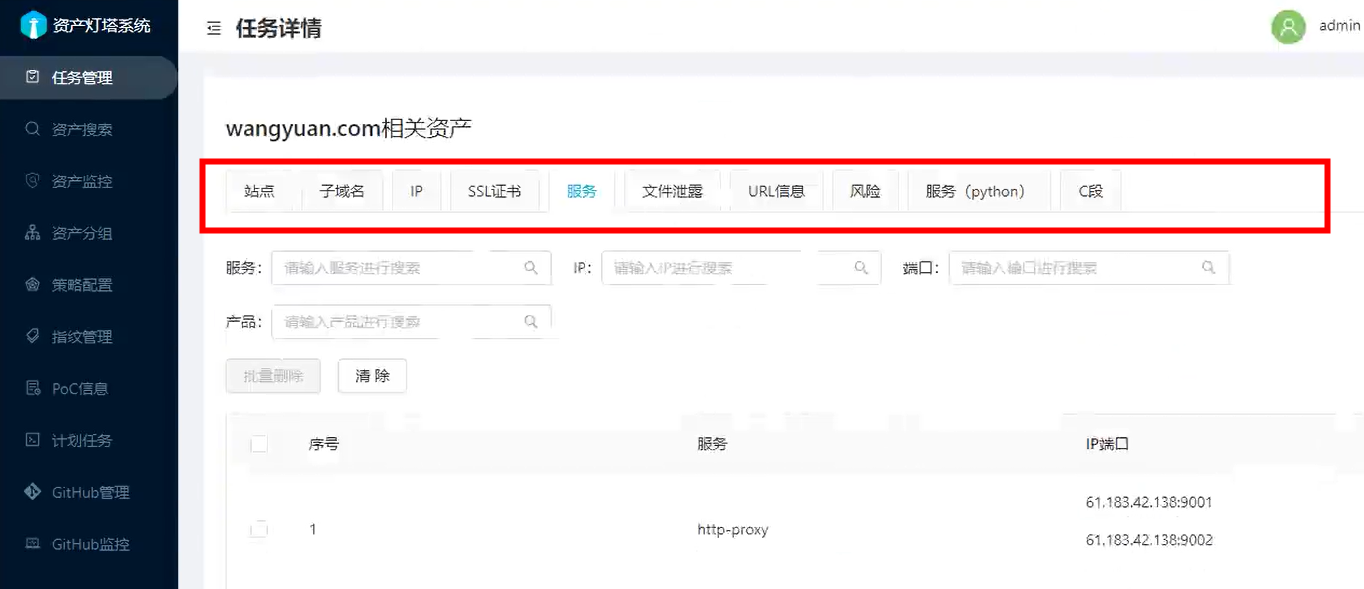 资产灯塔系统
任务详情
admin
任务管理
资产搜索
资产监控
资产分组
策略配置
指纹管理
PoC信息
计划任务
GitHub管理
GitHub监控
wangyuan.com相关资产
站点 子域名 IP SSL证书 服务 文件泄露 URL信息 风险 服务（python） C段
服务： 请输入服务进行搜索 IP： 请输入IP进行搜索 端口： 请输入端口进行搜索
产品： 请输入产品进行搜索
批量删除 清 除
序号 服务 IP端口
1 http-proxy 61.183.42.138:9001
61.183.42.138:9002